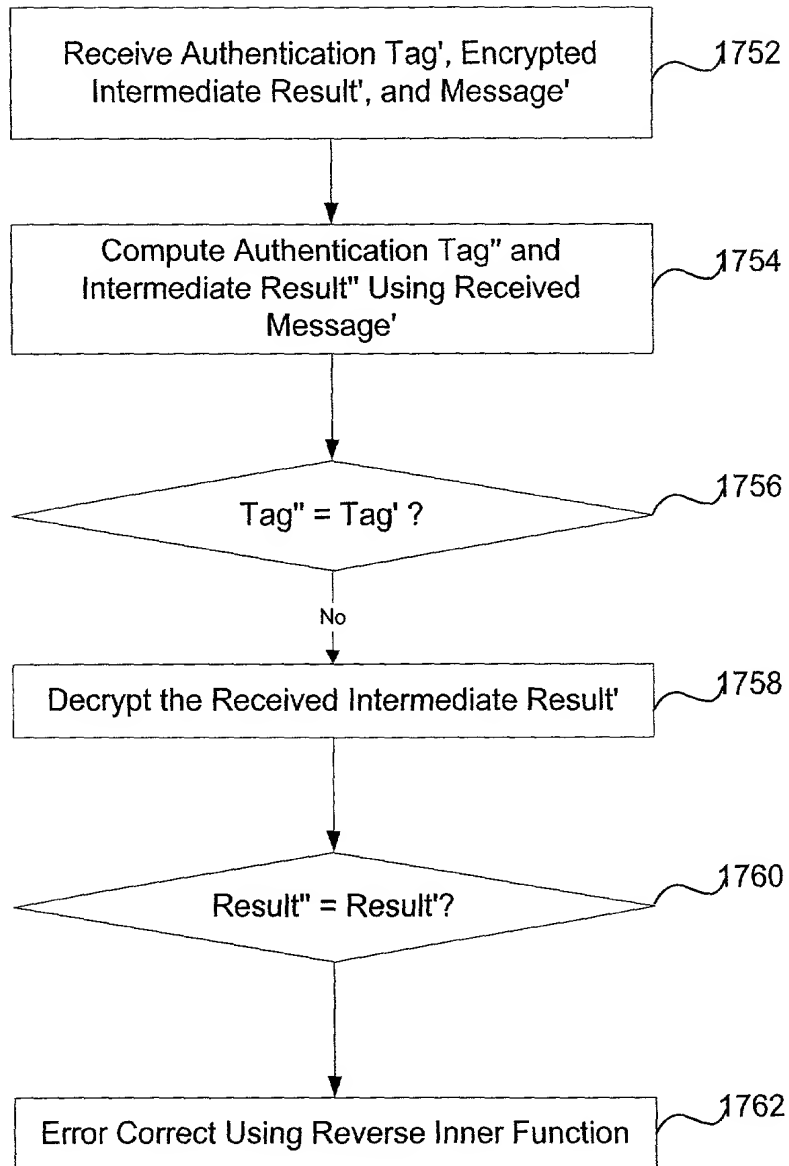 Receive Authentication Tag', Encrypted
Intermediate Result', and Message'
1752
Compute Authentication Tag" and
Intermediate Result" Using Received
Message'
1754
Tag" = Tag' ?
1756
No
Decrypt the Received Intermediate Result'
1758
Result" = Result'?
1760
Error Correct Using Reverse Inner Function
1762